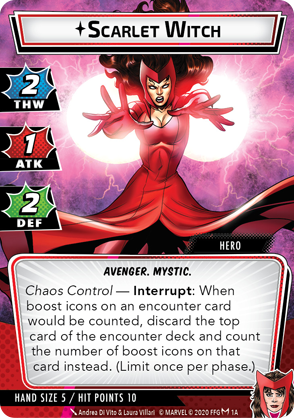 SCARLET WITCH
2
THW
1
ATK
2
DEF
HERO
AVENGER. MYSTIC.
Chaos Control — Interrupt: When
boost icons on an encounter card
would be counted, discard the top
card of the encounter deck and count
the number of boost icons on that
card instead. (Limit once per phase.)
HAND SIZE 5 / HIT POINTS 10
Andrea Di Vito & Laura Villari © MARVEL © 2020 FFG 1A